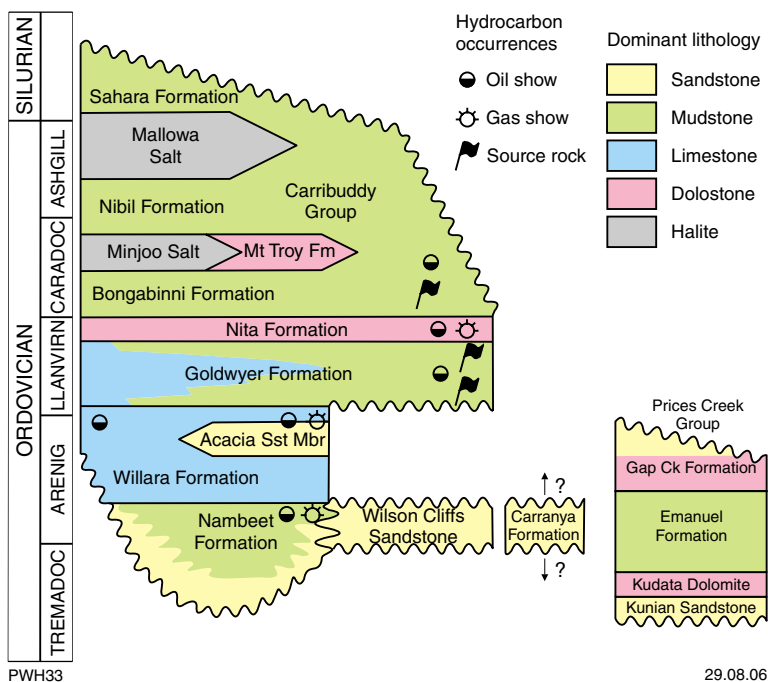 SILURIAN
ORDOVICIAN
ASHGILL
CARADOC
LLANVIRN
ARENIG
TREMADOC
Sahara Formation
Mallowa
Salt
Nibil Formation
Carribuddy
Group
Minjoo Salt
Mt Troy Fm
Bongabinni Formation
Nita Formation
Goldwyer Formation
Acacia Sst Mbr
Willara Formation
Nambeet
Formation
Wilson Cliffs
Sandstone
?
Carranya
Formation
?
Hydrocarbon
occurrences
Oil show
Gas show
Source rock
Dominant lithology
Sandstone
Mudstone
Limestone
Dolostone
Halite
Prices Creek
Group
Gap Ck Formation
Emanuel
Formation
Kudata Dolomite
Kunian Sandstone
PWH33
29.08.06